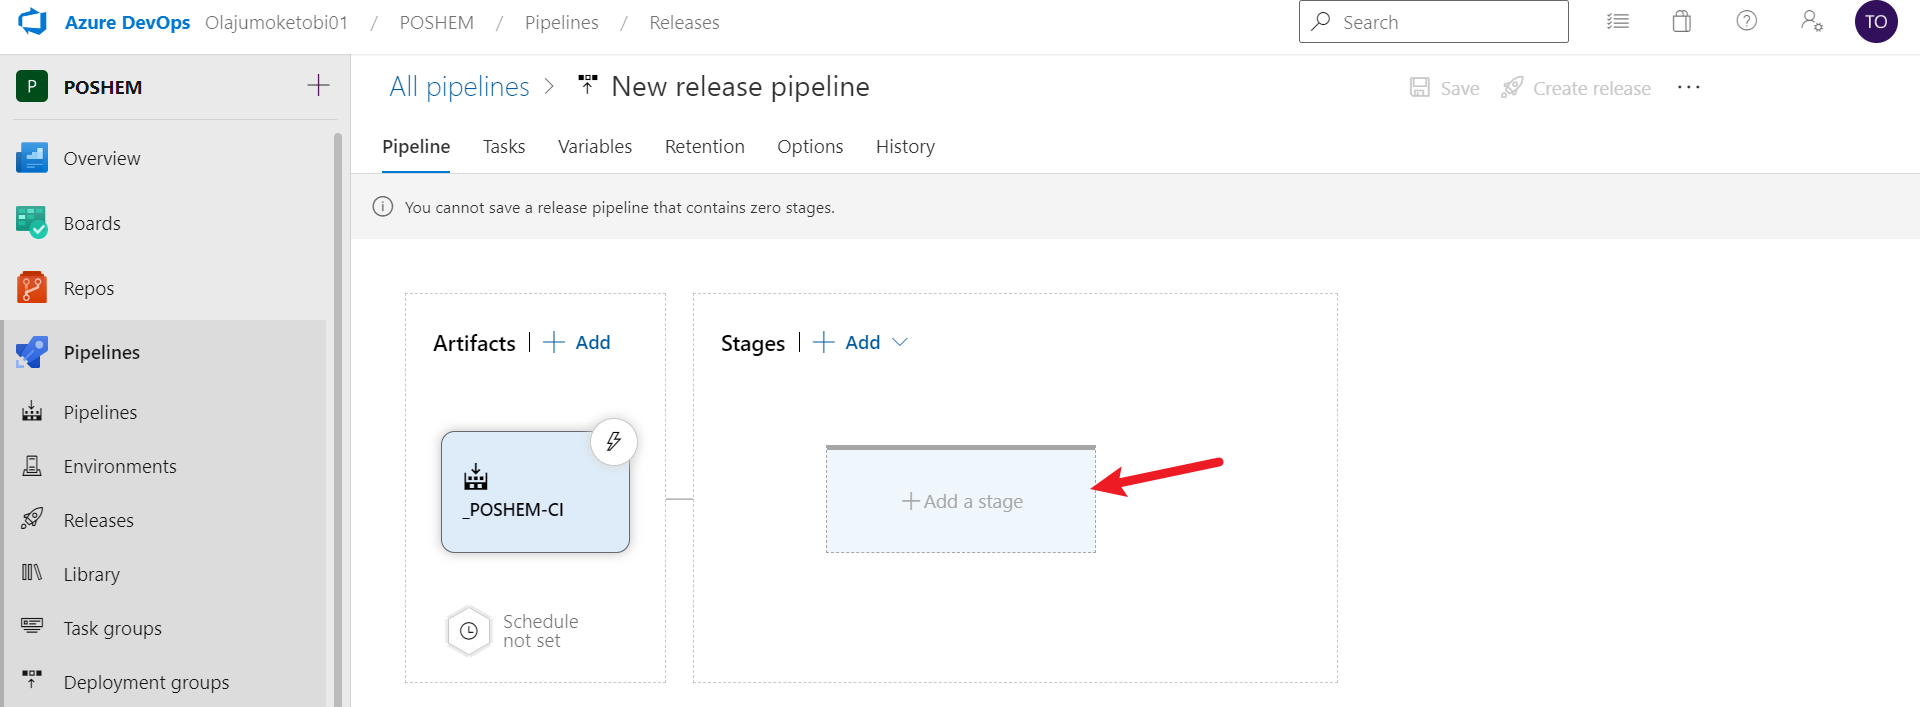 Azure DevOps Olajumoketobi01 / POSHEM / Pipelines / Releases
Search
TO
P POSHEM
Overview
Boards
Repos
Pipelines
Pipelines
Environments
Releases
Library
Task groups
Deployment groups
All pipelines > New release pipeline
Save Create release ...
Pipeline Tasks Variables Retention Options History
You cannot save a release pipeline that contains zero stages.
Artifacts | + Add
_POSHEM-CI
Schedule
not set
Stages | + Add
+ Add a stage